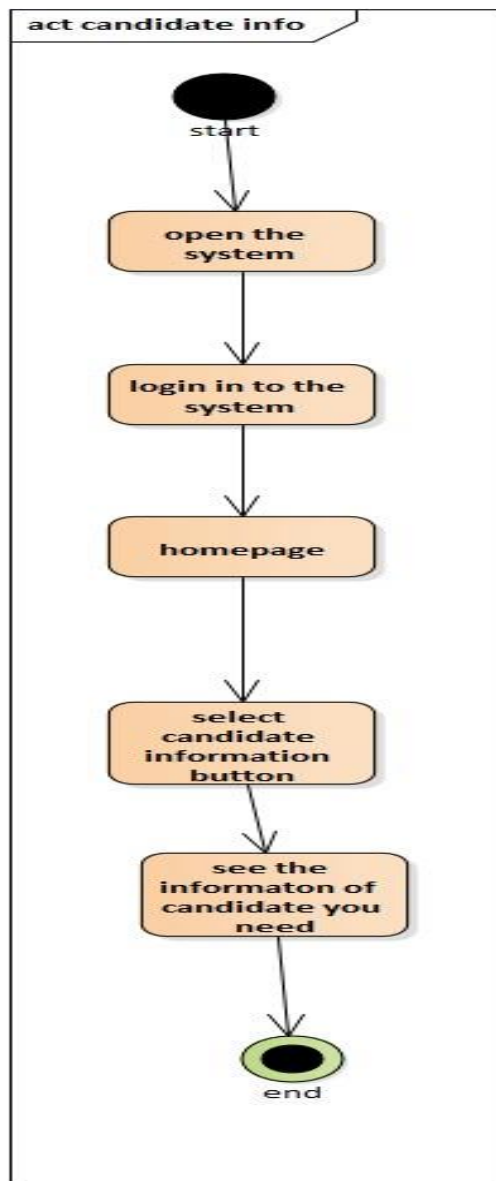 act candidate info
start
open the
system
login in to the
system
homepage
select
candidate
information
button
see the
informaton of
candidate you
need
end